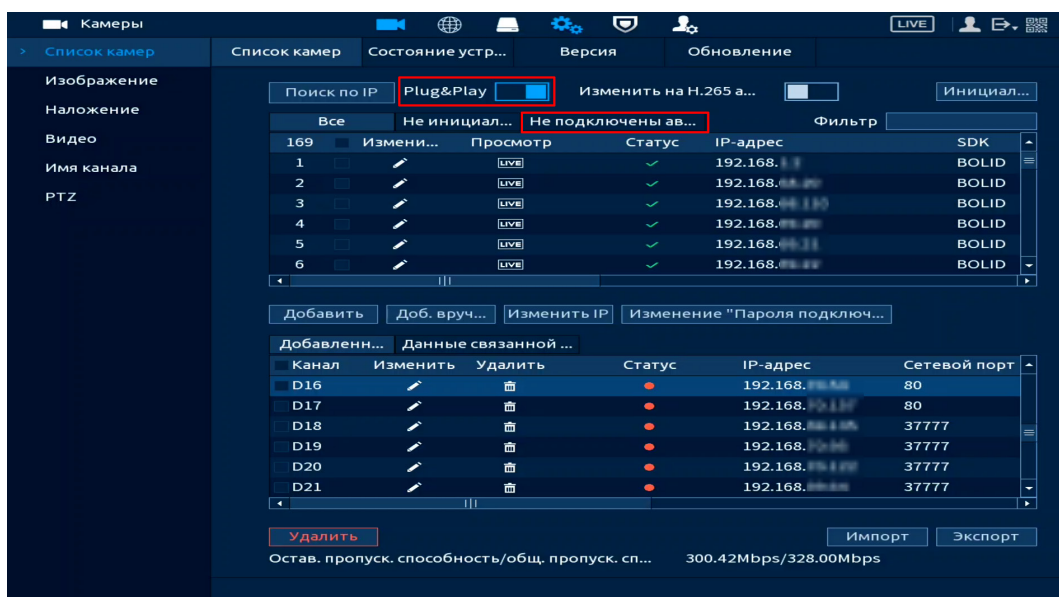 Камеры LIVE
Список камер
Изображение
Наложение
Видео
Имя канала
PTZ
Список камер Состояние устр... Версия Обновление
Поиск по IP Plug&Play Изменить на H.265 а... Инициал...
Все Не инициал... Не подключены ав... Фильтр
169 Измени... Просмотр Статус IP-адрес SDK
1 LIVE 192.168. BOLID
2 LIVE 192.168. BOLID
3 LIVE 192.168. BOLID
4 LIVE 192.168. BOLID
5 LIVE 192.168. BOLID
6 LIVE 192.168. BOLID
Добавить Доб. вруч... Изменить IP Изменение "Пароля подключ...
Добавленн... Данные связанной ...
Канал Изменить Удалить Статус IP-адрес Сетевой порт
D16 192.168. 80
D17 192.168. 80
D18 192.168. 37777
D19 192.168. 37777
D20 192.168. 37777
D21 192.168. 37777
Удалить Импорт Экспорт
Остав. пропуск. способность/общ. пропуск. сп... 300.42Mbps/328.00Mbps